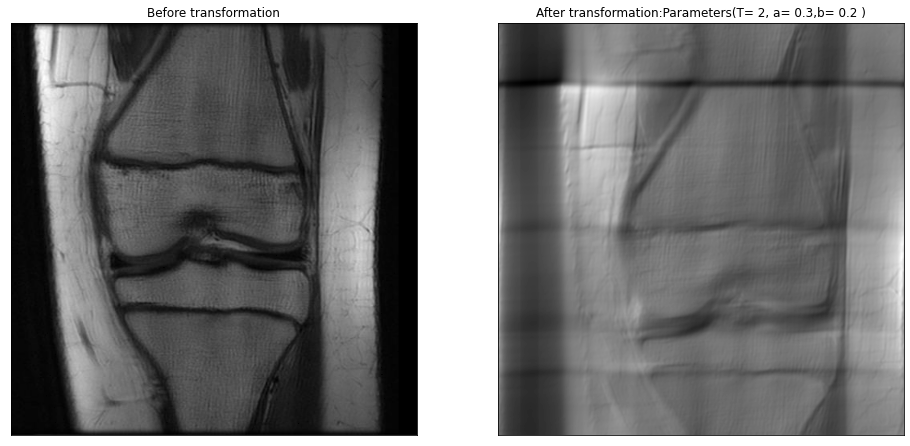 Before transformation
After transformation:Parameters(T= 2, a= 0.3,b= 0.2 )